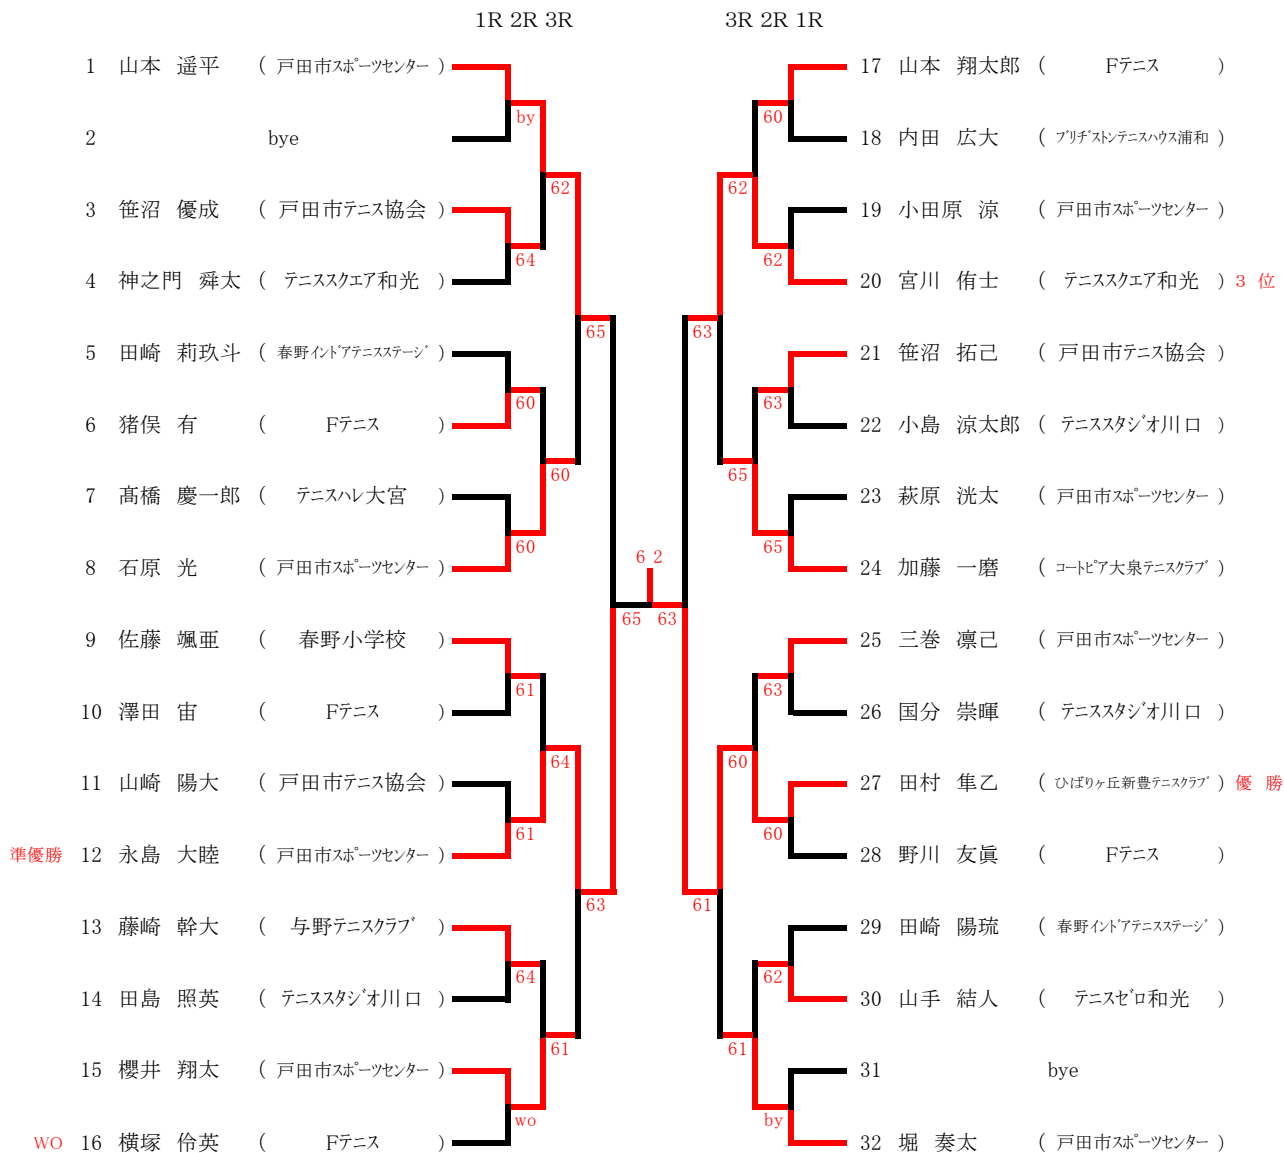 1R 2R 3R
1 山本 遥平 ( 戸田市スポーツセンター )
by
2 bye
62
3 笹沼 優成 ( 戸田市テニス協会 )
64
4 神之門 舜太 ( テニススクエア和光 )
65
5 田崎 莉玖斗 ( 春野インドアテニスステージ )
60
6 猪俣 有 ( Fテニス )
60
7 髙橋 慶一郎 ( テニスハレ大宮 )
60
8 石原 光 ( 戸田市スポーツセンター )
6 2
65 63
9 佐藤 颯亜 ( 春野小学校 )
61
10 澤田 宙 ( Fテニス )
64
11 山崎 陽大 ( 戸田市テニス協会 )
61
準優勝 12 永島 大睦 ( 戸田市スポーツセンター )
63
13 藤崎 幹大 ( 与野テニスクラブ )
64
14 田島 照英 ( テニススタジオ川口 )
61
15 櫻井 翔太 ( 戸田市スポーツセンター )
wo
WO 16 横塚 伶英 ( Fテニス )
3R 2R 1R
17 山本 翔太郎 ( Fテニス )
60
18 内田 広大 ( ブリヂストンテニスハウス浦和 )
62
19 小田原 涼 ( 戸田市スポーツセンター )
62
20 宮川 侑士 ( テニススクエア和光 ) 3 位
63
21 笹沼 拓己 ( 戸田市テニス協会 )
63
22 小島 涼太郎 ( テニススタジオ川口 )
65
23 萩原 洸太 ( 戸田市スポーツセンター )
65
24 加藤 一磨 ( コートピア大泉テニスクラブ )
25 三巻 凛己 ( 戸田市スポーツセンター )
63
26 国分 崇暉 ( テニススタジオ川口 )
60
27 田村 隼乙 ( ひばりヶ丘新豊テニスクラブ ) 優 勝
60
28 野川 友眞 ( Fテニス )
61
29 田崎 陽琉 ( 春野インドアテニスステージ )
62
30 山手 結人 ( テニスゼロ和光 )
61
31 bye
by
32 堀 奏太 ( 戸田市スポーツセンター )